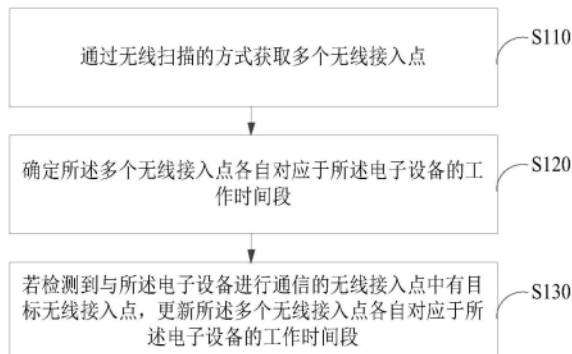 通过无线扫描的方式获取多个无线接入点
S110
确定所述多个无线接入点各自对应于所述电子设备的工
作时间段
S120
若检测到与所述电子设备进行通信的无线接入点中有目
标无线接入点，更新所述多个无线接入点各自对应于所
述电子设备的工作时间段
S130